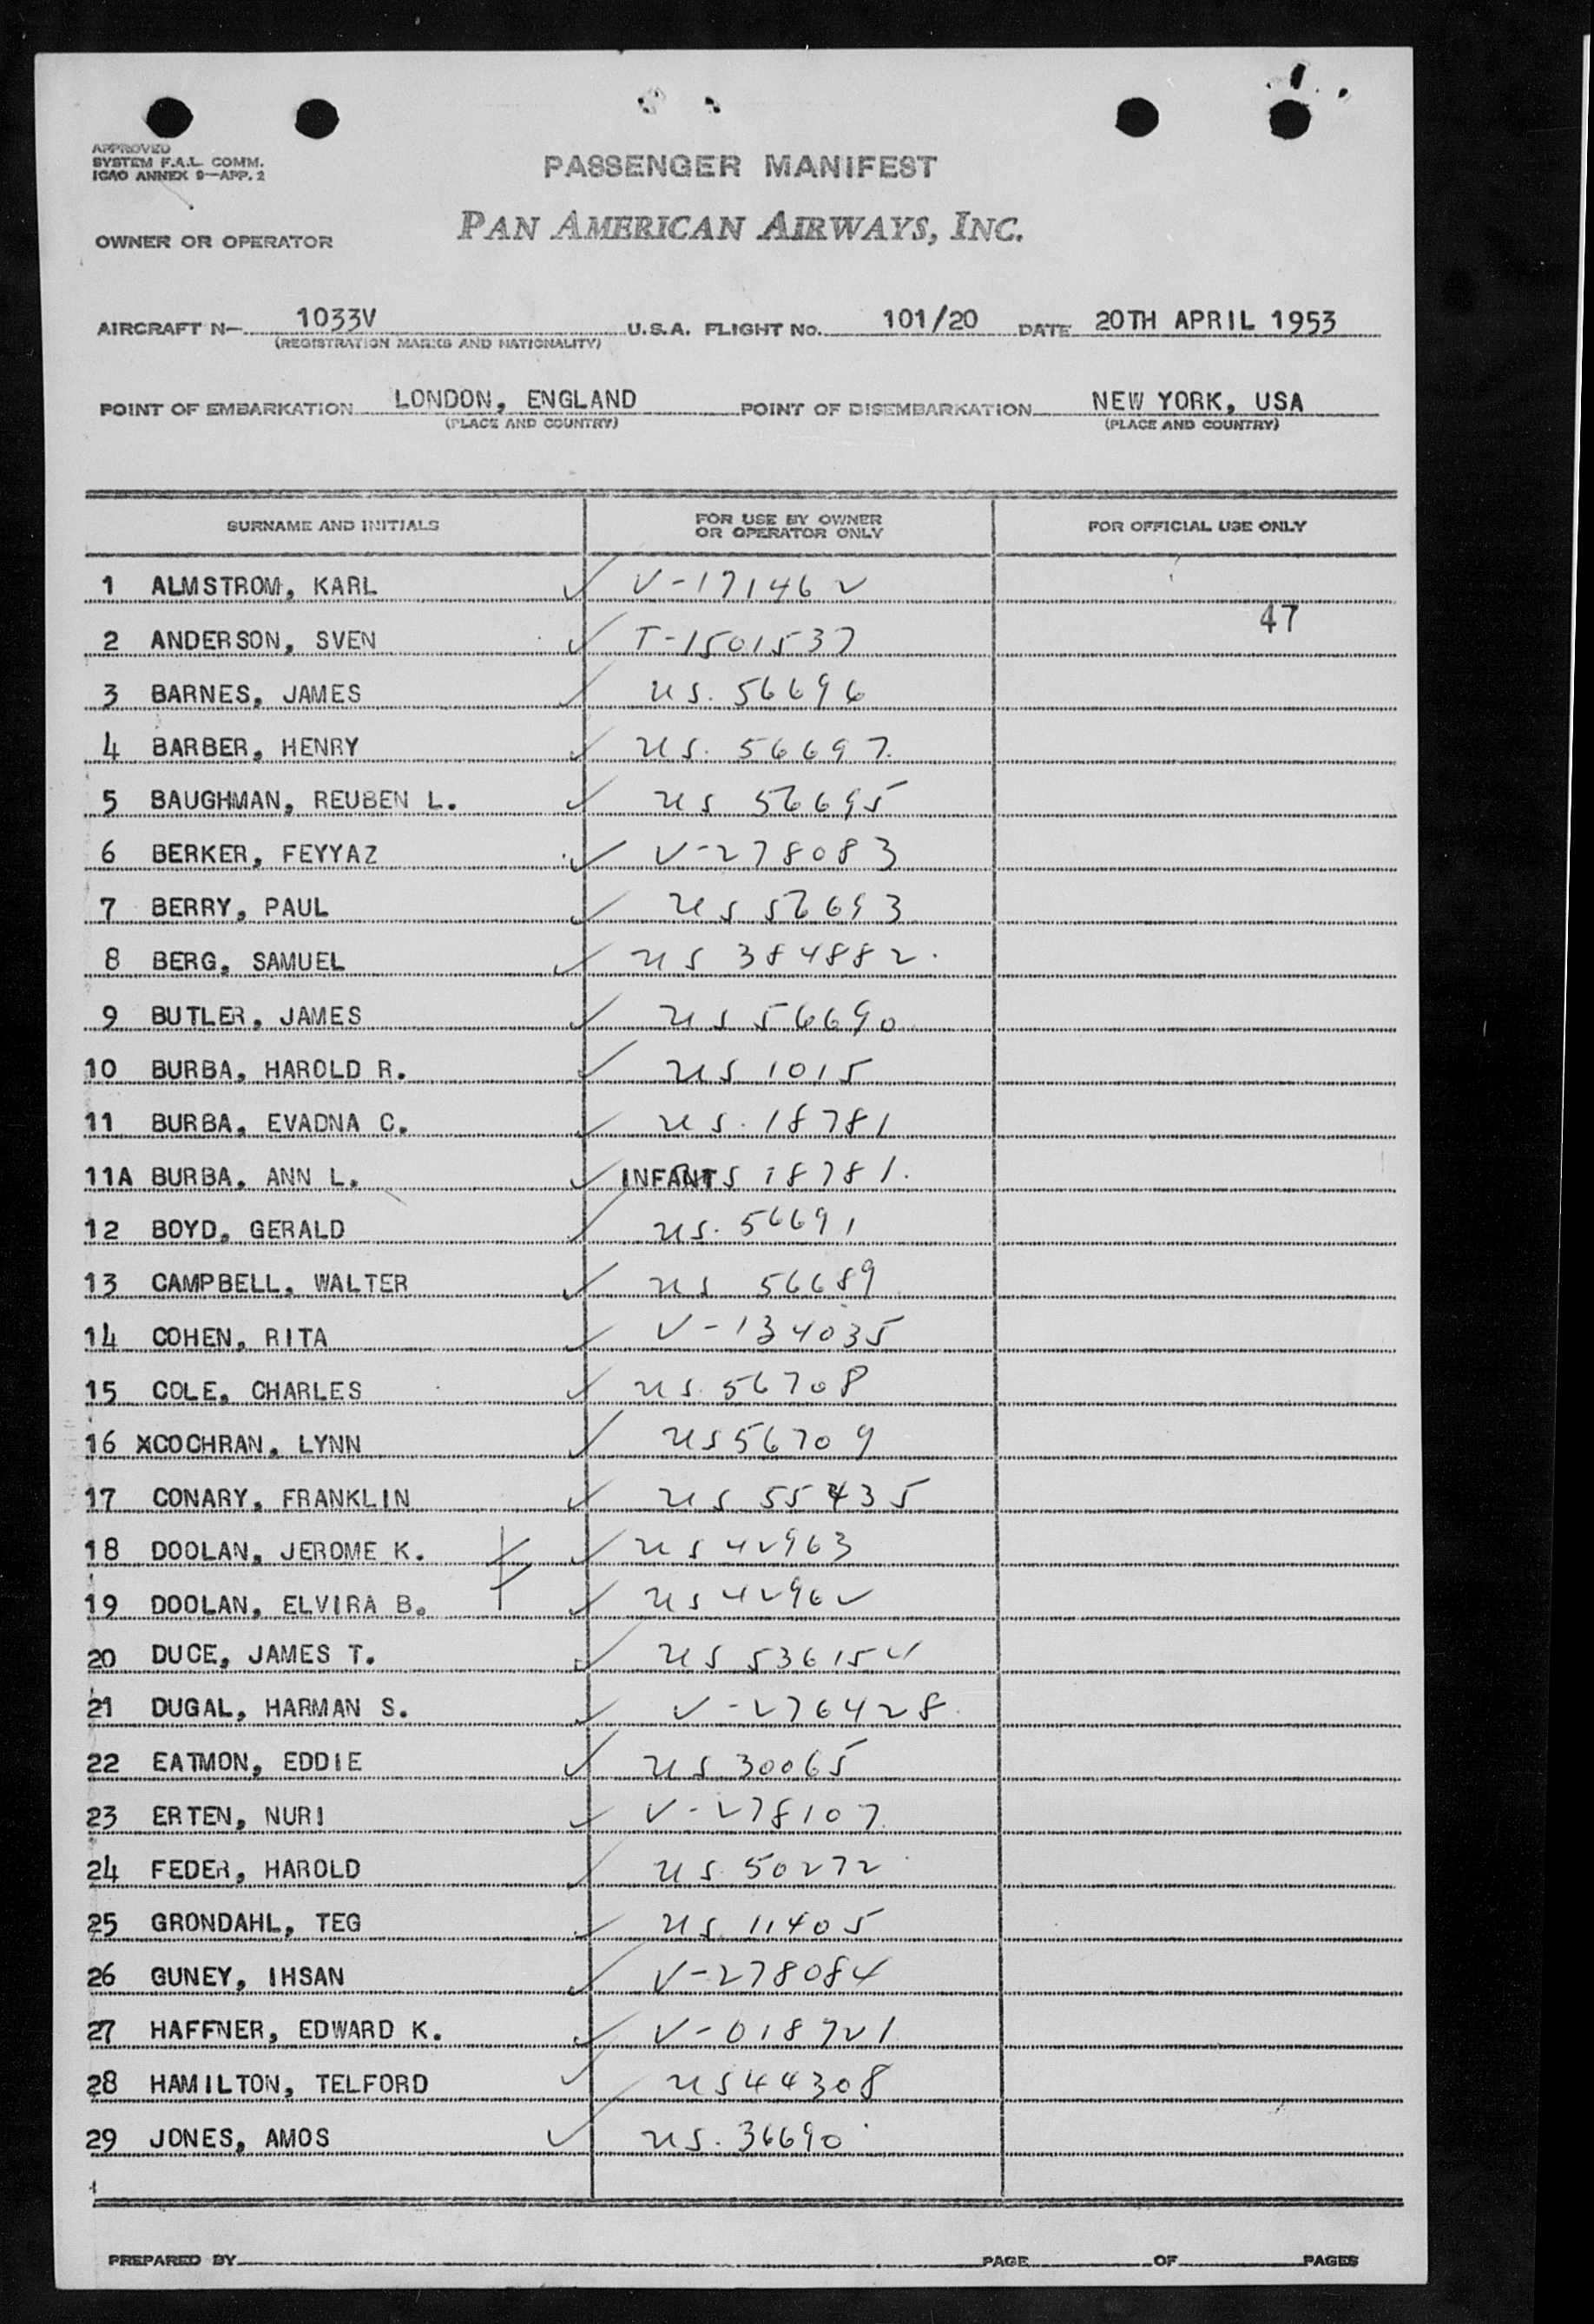 APPROVED
SYSTEM F.A.L. COMM.
ICAO ANNEX 9—APP. 2
PASSENGER MANIFEST
OWNER OR OPERATOR PAN AMERICAN AIRWAYS, INC.
AIRCRAFT N— 1033V U.S.A. FLIGHT No. 101/20 DATE 20TH APRIL 1953
(REGISTRATION MARKS AND NATIONALITY)
POINT OF EMBARKATION LONDON, ENGLAND POINT OF DISEMBARKATION NEW YORK, USA
(PLACE AND COUNTRY) (PLACE AND COUNTRY)
SURNAME AND INITIALS FOR USE BY OWNER OR OPERATOR ONLY FOR OFFICIAL USE ONLY
1 ALMSTROM, KARL V-171462
47
2 ANDERSON, SVEN T-1501537
3 BARNES, JAMES US. 56696
4 BARBER, HENRY US. 56697
5 BAUGHMAN, REUBEN L. US 56695
6 BERKER, FEYYAZ V-278083
7 BERRY, PAUL US 56693
8 BERG, SAMUEL US 384882
9 BUTLER, JAMES US 56690
10 BURBA, HAROLD R. US 1015
11 BURBA, EVADNA C. US. 18781
11A BURBA, ANN L. INFANT S 18781
12 BOYD, GERALD US. 56691
13 CAMPBELL, WALTER US 56689
14 COHEN, RITA V-134035
15 COLE, CHARLES US. 56708
16 XCOCHRAN, LYNN US 56709
17 CONARY, FRANKLIN US 55435
18 DOOLAN, JEROME K. US 42963
19 DOOLAN, ELVIRA B. US 42962
20 DUCE, JAMES T. US 536154
21 DUGAL, HARMAN S. V-276428
22 EATMON, EDDIE US 30065
23 ERTEN, NURI V-278107
24 FEDER, HAROLD US 50272
25 GRONDAHL, TEG US. 11405
26 GUNEY, IHSAN V-278084
27 HAFFNER, EDWARD K. V-018721
28 HAMILTON, TELFORD US 44308
29 JONES, AMOS US. 36690
PREPARED BY PAGE OF PAGES